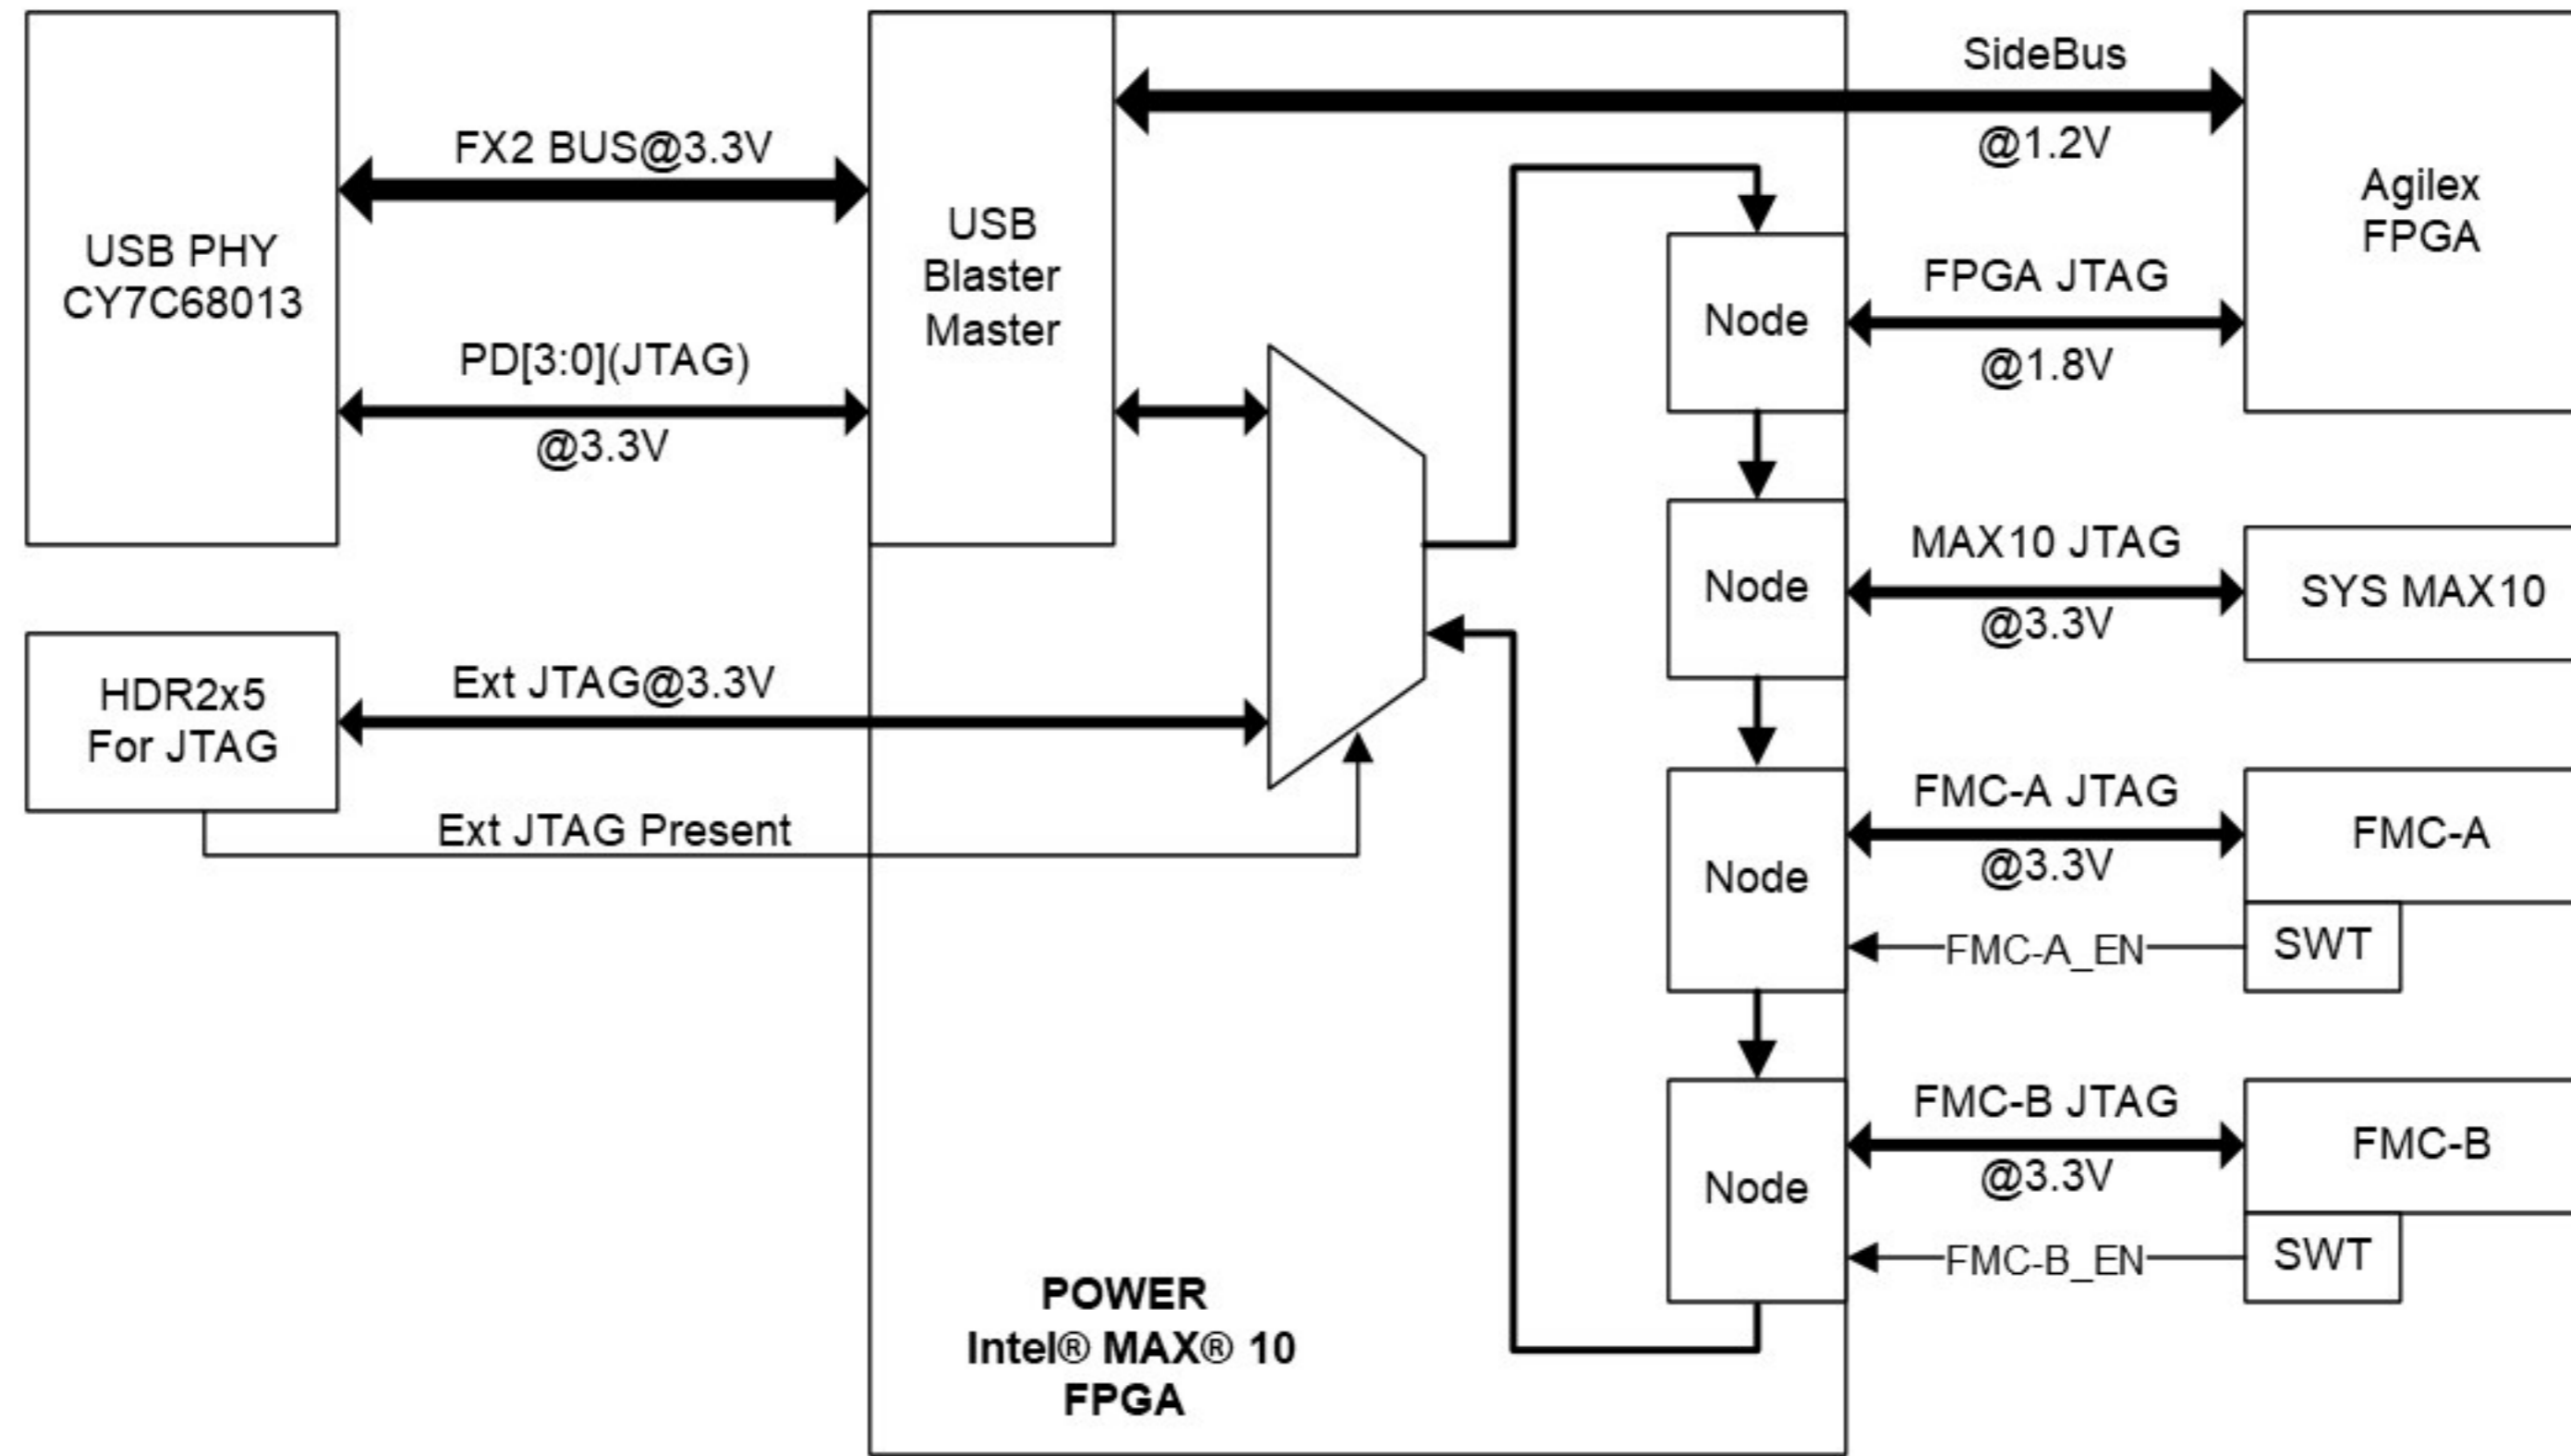 USB PHY
CY7C68013
FX2 BUS@3.3V
PD[3:0](JTAG)
@3.3V
USB
Blaster
Master
SideBus
@1.2V
Agilex
FPGA
Node
FPGA JTAG
@1.8V
Node
MAX10 JTAG
@3.3V
SYS MAX10
HDR2x5
For JTAG
Ext JTAG@3.3V
Ext JTAG Present
Node
FMC-A JTAG
@3.3V
FMC-A
FMC-A_EN
SWT
Node
FMC-B JTAG
@3.3V
FMC-B
FMC-B_EN
SWT
POWER
Intel® MAX® 10
FPGA